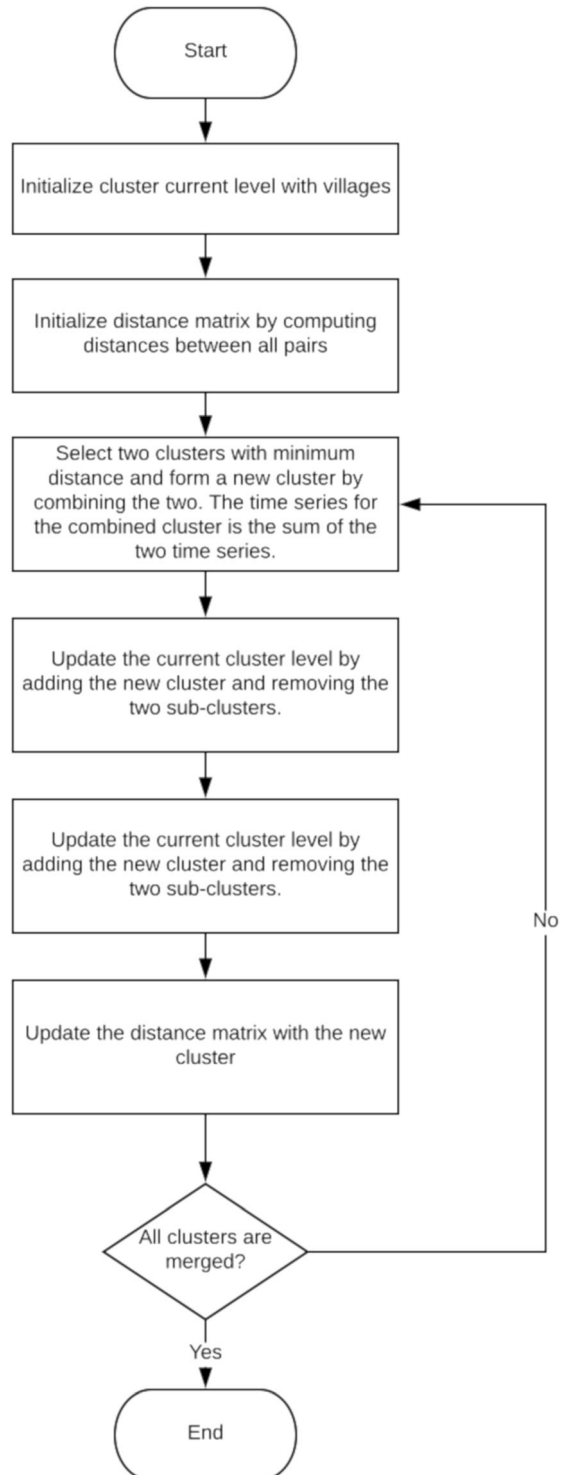 Start
Initialize cluster current level with villages
Initialize distance matrix by computing
distances between all pairs
Select two clusters with minimum
distance and form a new cluster by
combining the two. The time series for
the combined cluster is the sum of the
two time series.
Update the current cluster level by
adding the new cluster and removing the
two sub-clusters.
Update the current cluster level by
adding the new cluster and removing the
two sub-clusters.
No
Update the distance matrix with the new
cluster
All clusters are
merged?
Yes
End